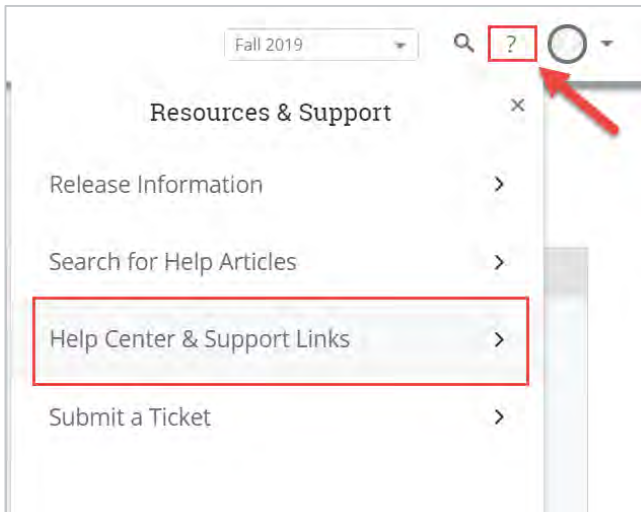 Fall 2019
?
Resources & Support
Release Information
Search for Help Articles
Help Center & Support Links
Submit a Ticket